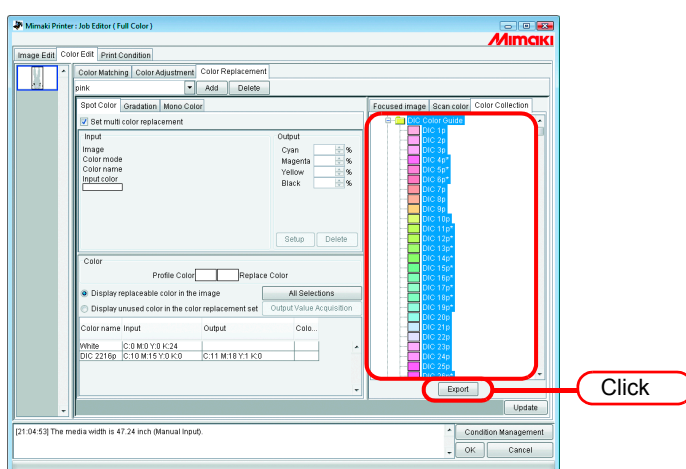 Mimaki Printer : Job Editor ( Full Color )
Mimaki
Image Edit Color Edit Print Condition
Color Matching Color Adjustment Color Replacement
pink Add Delete
Spot Color Gradation Mono Color
Set multi color replacement
Input
Image
Color mode
Color name
Input color
Output
Cyan %
Magenta %
Yellow %
Black %
Setup Delete
Color
Profile Color Replace Color
Display replaceable color in the image All Selections
Display unused color in the color replacement set Output Value Acquisition
Color name Input Output Colo...
White C:0 M:0 Y:0 K:24
DIC 2216p C:10 M:15 Y:0 K:0 C:11 M:18 Y:1 K:0
Focused image Scan color Color Collection
DIC Color Guide
DIC 1p
DIC 2p
DIC 3p
DIC 4p*
DIC 5p*
DIC 6p*
DIC 7p
DIC 8p
DIC 9p
DIC 10p
DIC 11p*
DIC 12p*
DIC 13p*
DIC 14p*
DIC 15p*
DIC 16p*
DIC 17p*
DIC 18p*
DIC 19p*
DIC 20p
DIC 21p
DIC 22p
DIC 23p
DIC 24p
DIC 25p
Export
Click
Update
[21:04:53] The media width is 47.24 inch (Manual Input).
Condition Management
OK Cancel